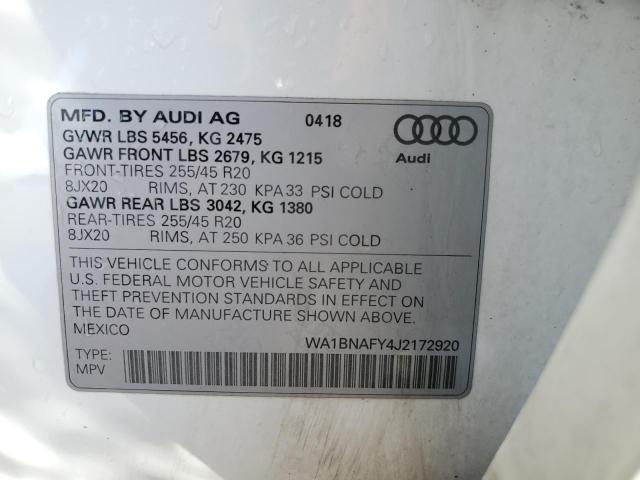 MFD. BY AUDI AG 0418
GVWR LBS 5456, KG 2475
GAWR FRONT LBS 2679, KG 1215
FRONT-TIRES 255/45 R20
8JX20 RIMS, AT 230 KPA 33 PSI COLD
GAWR REAR LBS 3042, KG 1380
REAR-TIRES 255/45 R20
8JX20 RIMS, AT 250 KPA 36 PSI COLD
Audi
THIS VEHICLE CONFORMS TO ALL APPLICABLE
U.S. FEDERAL MOTOR VEHICLE SAFETY AND
THEFT PREVENTION STANDARDS IN EFFECT ON
THE DATE OF MANUFACTURE SHOWN ABOVE.
MEXICO
WA1BNAFY4J2172920
TYPE:
MPV